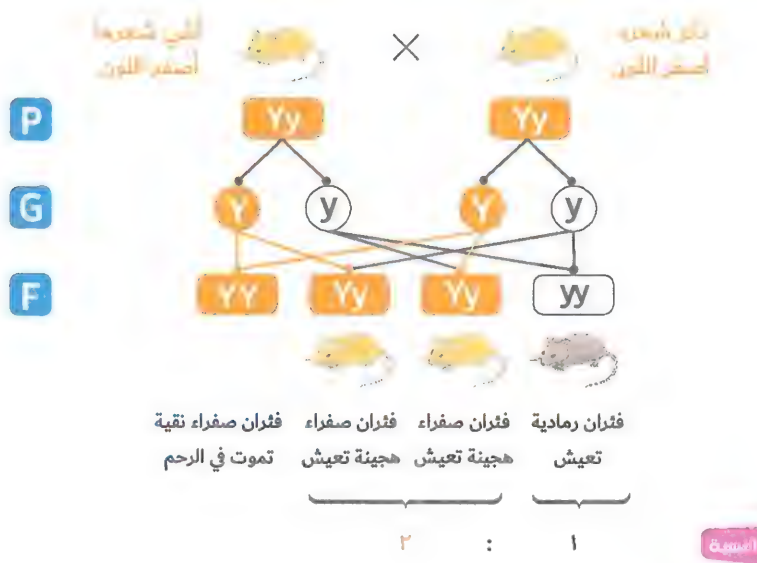 ذكر شعره × أنثى شعرها
أصفر اللون أصفر اللون
P Yy Yy
G Y y Y y
F YY Yy Yy yy
فئران رمادية فئران صفراء فئران صفراء فئران صفراء نقية
تعيش هجينة تعيش هجينة تعيش تموت في الرحم
النسبة ١ : ٢